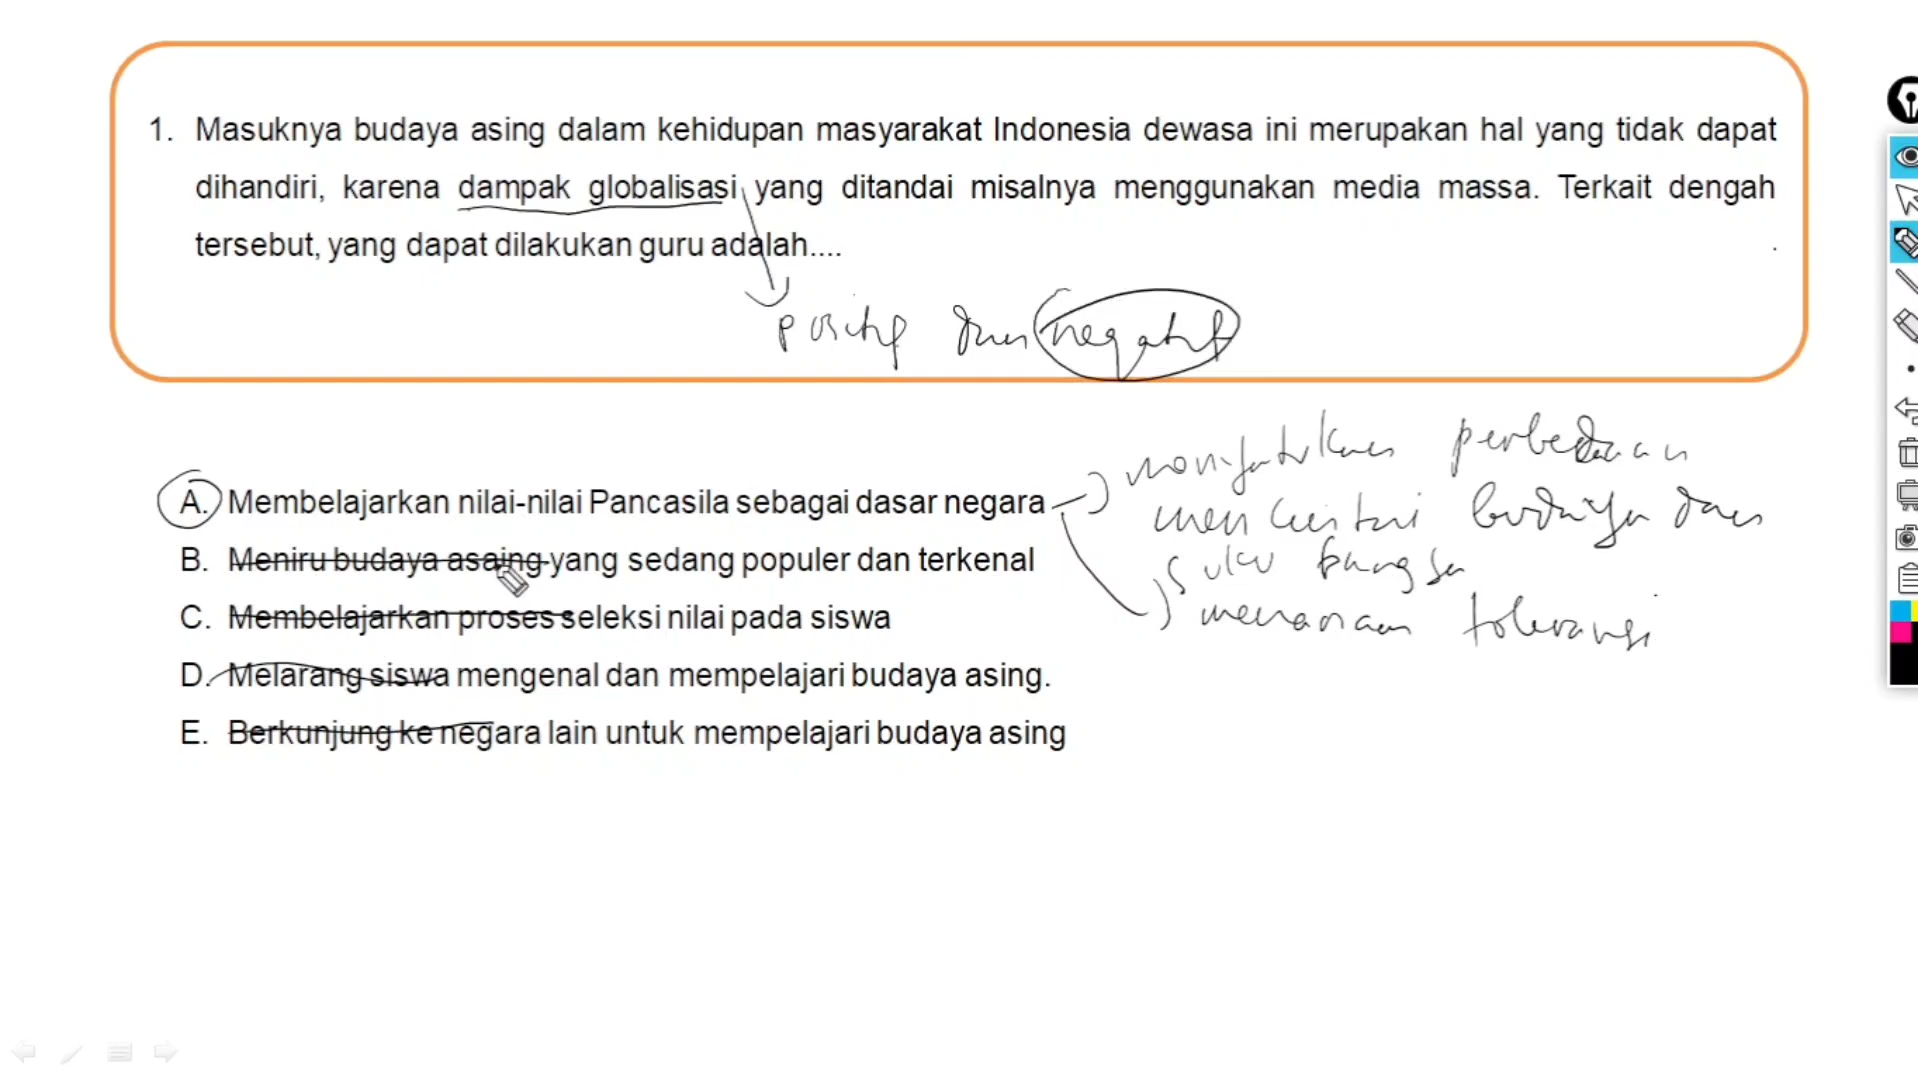 1. Masuknya budaya asing dalam kehidupan masyarakat Indonesia dewasa ini merupakan hal yang tidak dapat
dihandiri, karena dampak globalisasi yang ditandai misalnya menggunakan media massa. Terkait dengah
tersebut, yang dapat dilakukan guru adalah....
positif dan negatif
A. Membelajarkan nilai-nilai Pancasila sebagai dasar negara
B. Meniru budaya asaing yang sedang populer dan terkenal
C. Membelajarkan proses seleksi nilai pada siswa
D. Melarang siswa mengenal dan mempelajari budaya asing.
E. Berkunjung ke negara lain untuk mempelajari budaya asing
perbedaan
mencintai budaya dan
suku bangsa
toleransi